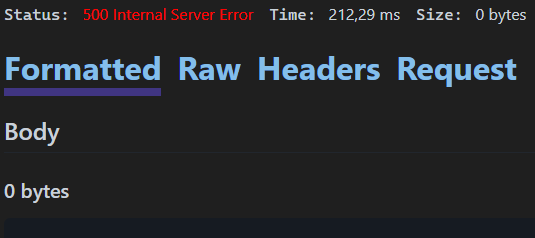 Status: 500 Internal Server Error Time: 212,29 ms Size: 0 bytes
Formatted Raw Headers Request
Body
0 bytes